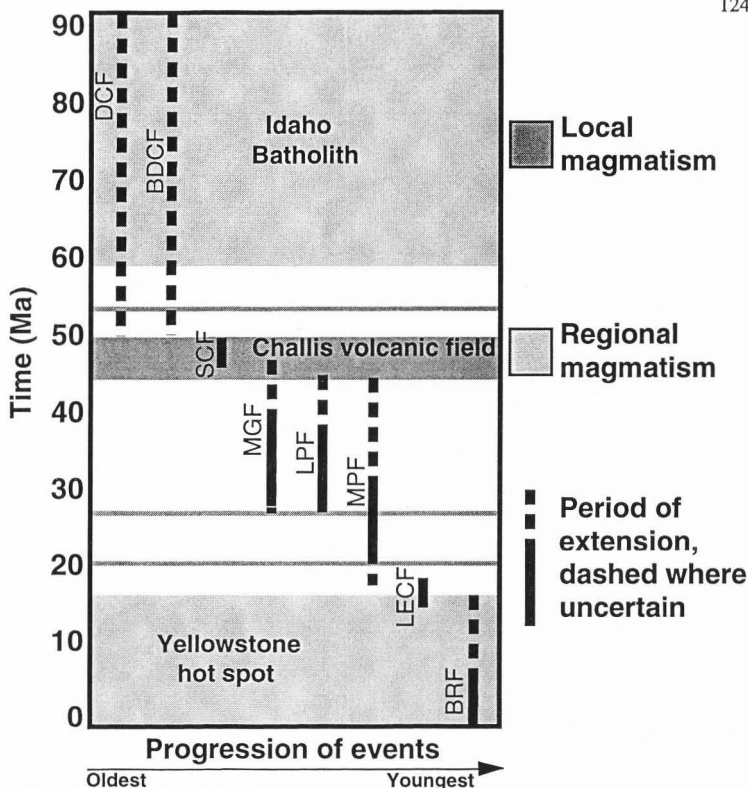 124
Time (Ma)
90
80
70
60
50
40
30
20
10
0
DCF
BDCF
Idaho
Batholith
SCF
Challis volcanic field
MGF
LPF
MPF
LECF
Yellowstone
hot spot
BRF
Local
magmatism
Regional
magmatism
Period of
extension,
dashed where
uncertain
Progression of events
Oldest
Youngest